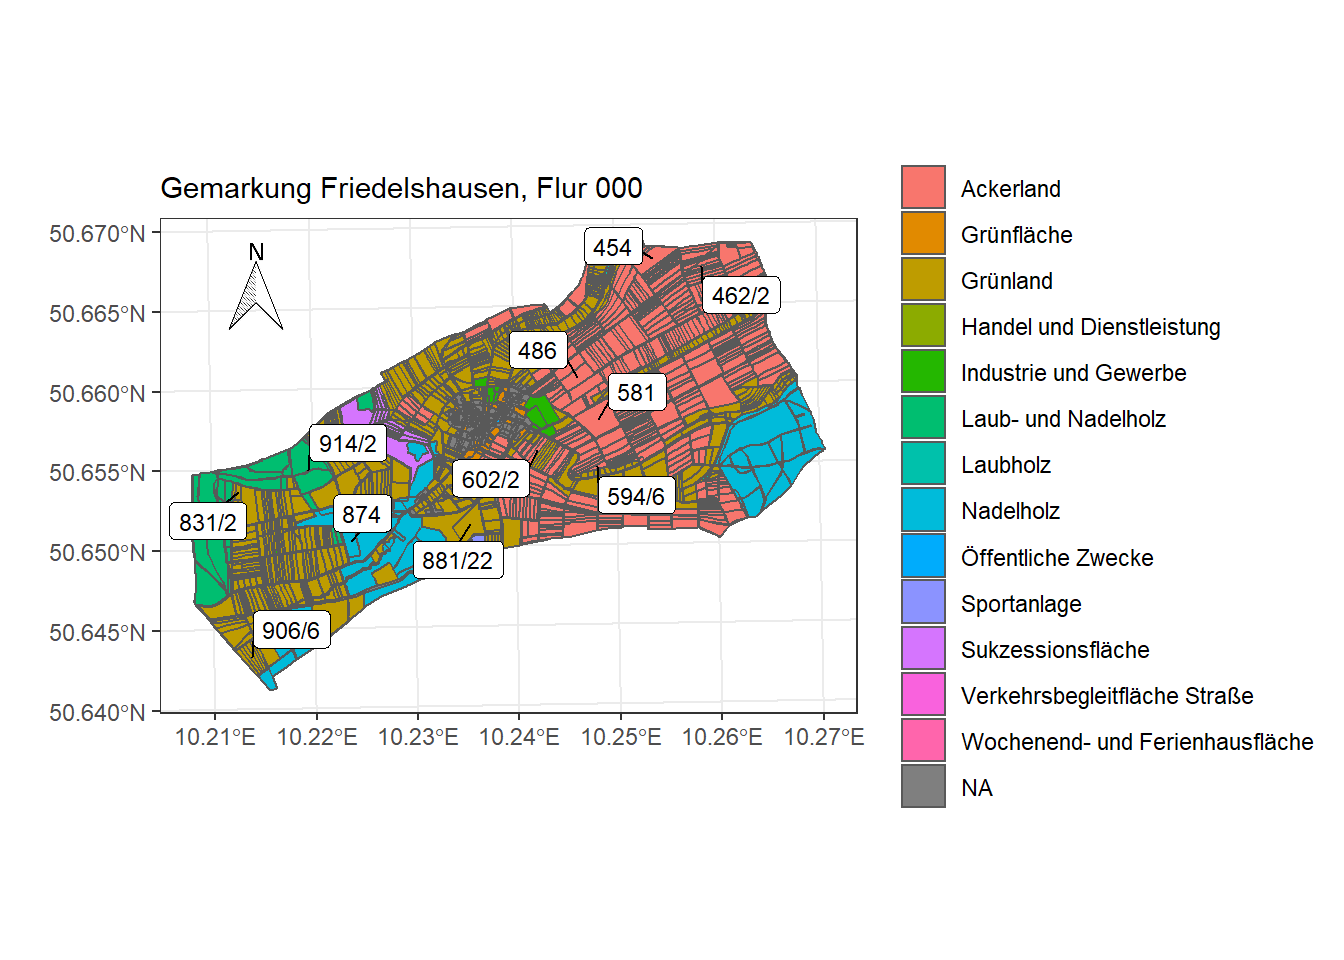 Gemarkung Friedelshausen, Flur 000
N
50.670°N
50.665°N
50.660°N
50.655°N
50.650°N
50.645°N
50.640°N
10.21°E
10.22°E
10.23°E
10.24°E
10.25°E
10.26°E
10.27°E
454
462/2
486
581
914/2
602/2
594/6
831/2
874
881/22
906/6
Ackerland
Grünfläche
Grünland
Handel und Dienstleistung
Industrie und Gewerbe
Laub- und Nadelholz
Laubholz
Nadelholz
Öffentliche Zwecke
Sportanlage
Sukzessionsfläche
Verkehrsbegleitfläche Straße
Wochenend- und Ferienhausfläche
NA